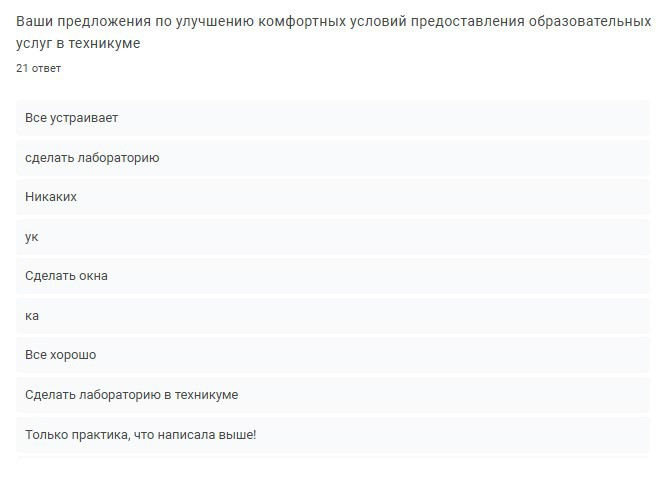 Ваши предложения по улучшению комфортных условий предоставления образовательных
услуг в техникуме
21 ответ
Все устраивает
сделать лабораторию
Никаких
ук
Сделать окна
ка
Все хорошо
Сделать лабораторию в техникуме
Только практика, что написала выше!